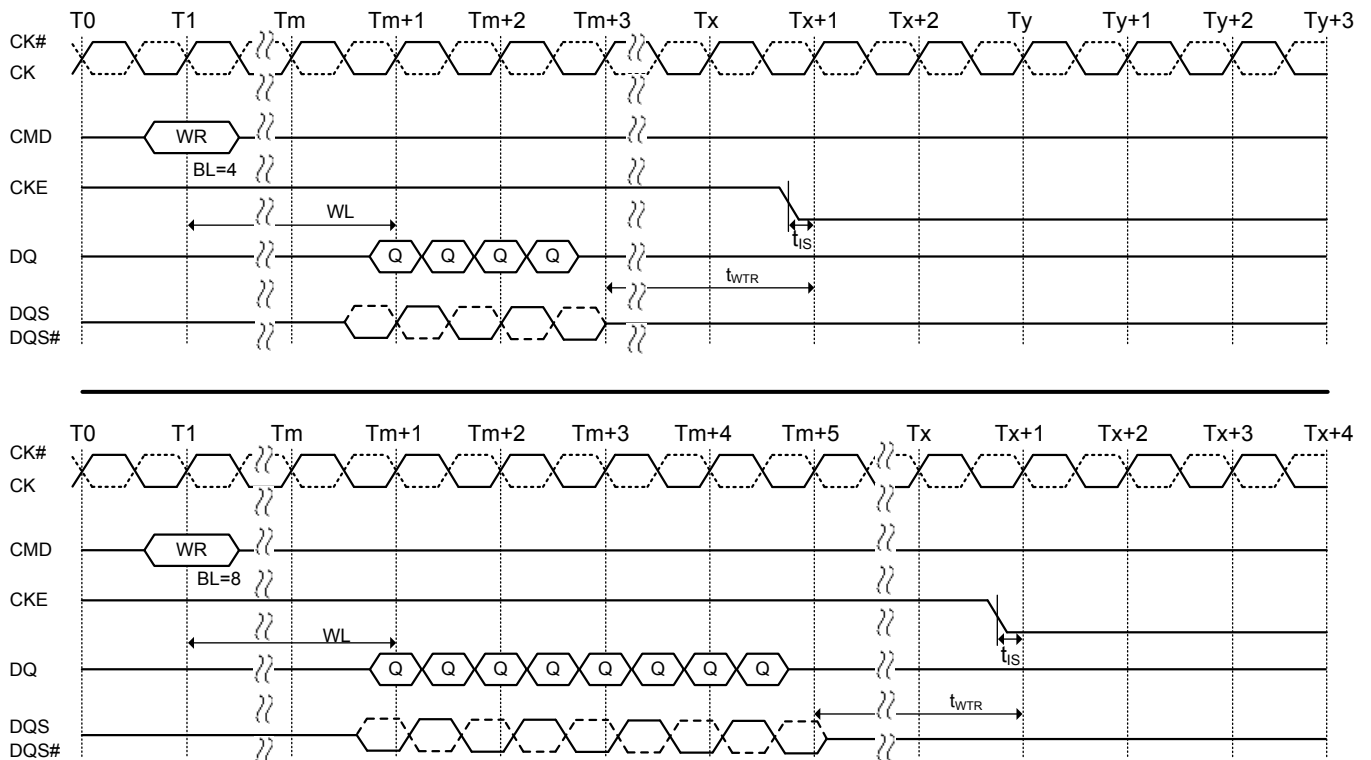 T0 T1 Tm Tm+1 Tm+2 Tm+3 Tx Tx+1 Tx+2 Ty Ty+1 Ty+2 Ty+3
CK#
CK
CMD WR
BL=4
CKE
WL
tIS
DQ Q Q Q Q
tWTR
DQS
DQS#
T0 T1 Tm Tm+1 Tm+2 Tm+3 Tm+4 Tm+5 Tx Tx+1 Tx+2 Tx+3 Tx+4
CK#
CK
CMD WR
BL=8
CKE
WL
tIS
DQ Q Q Q Q Q Q Q Q
tWTR
DQS
DQS#